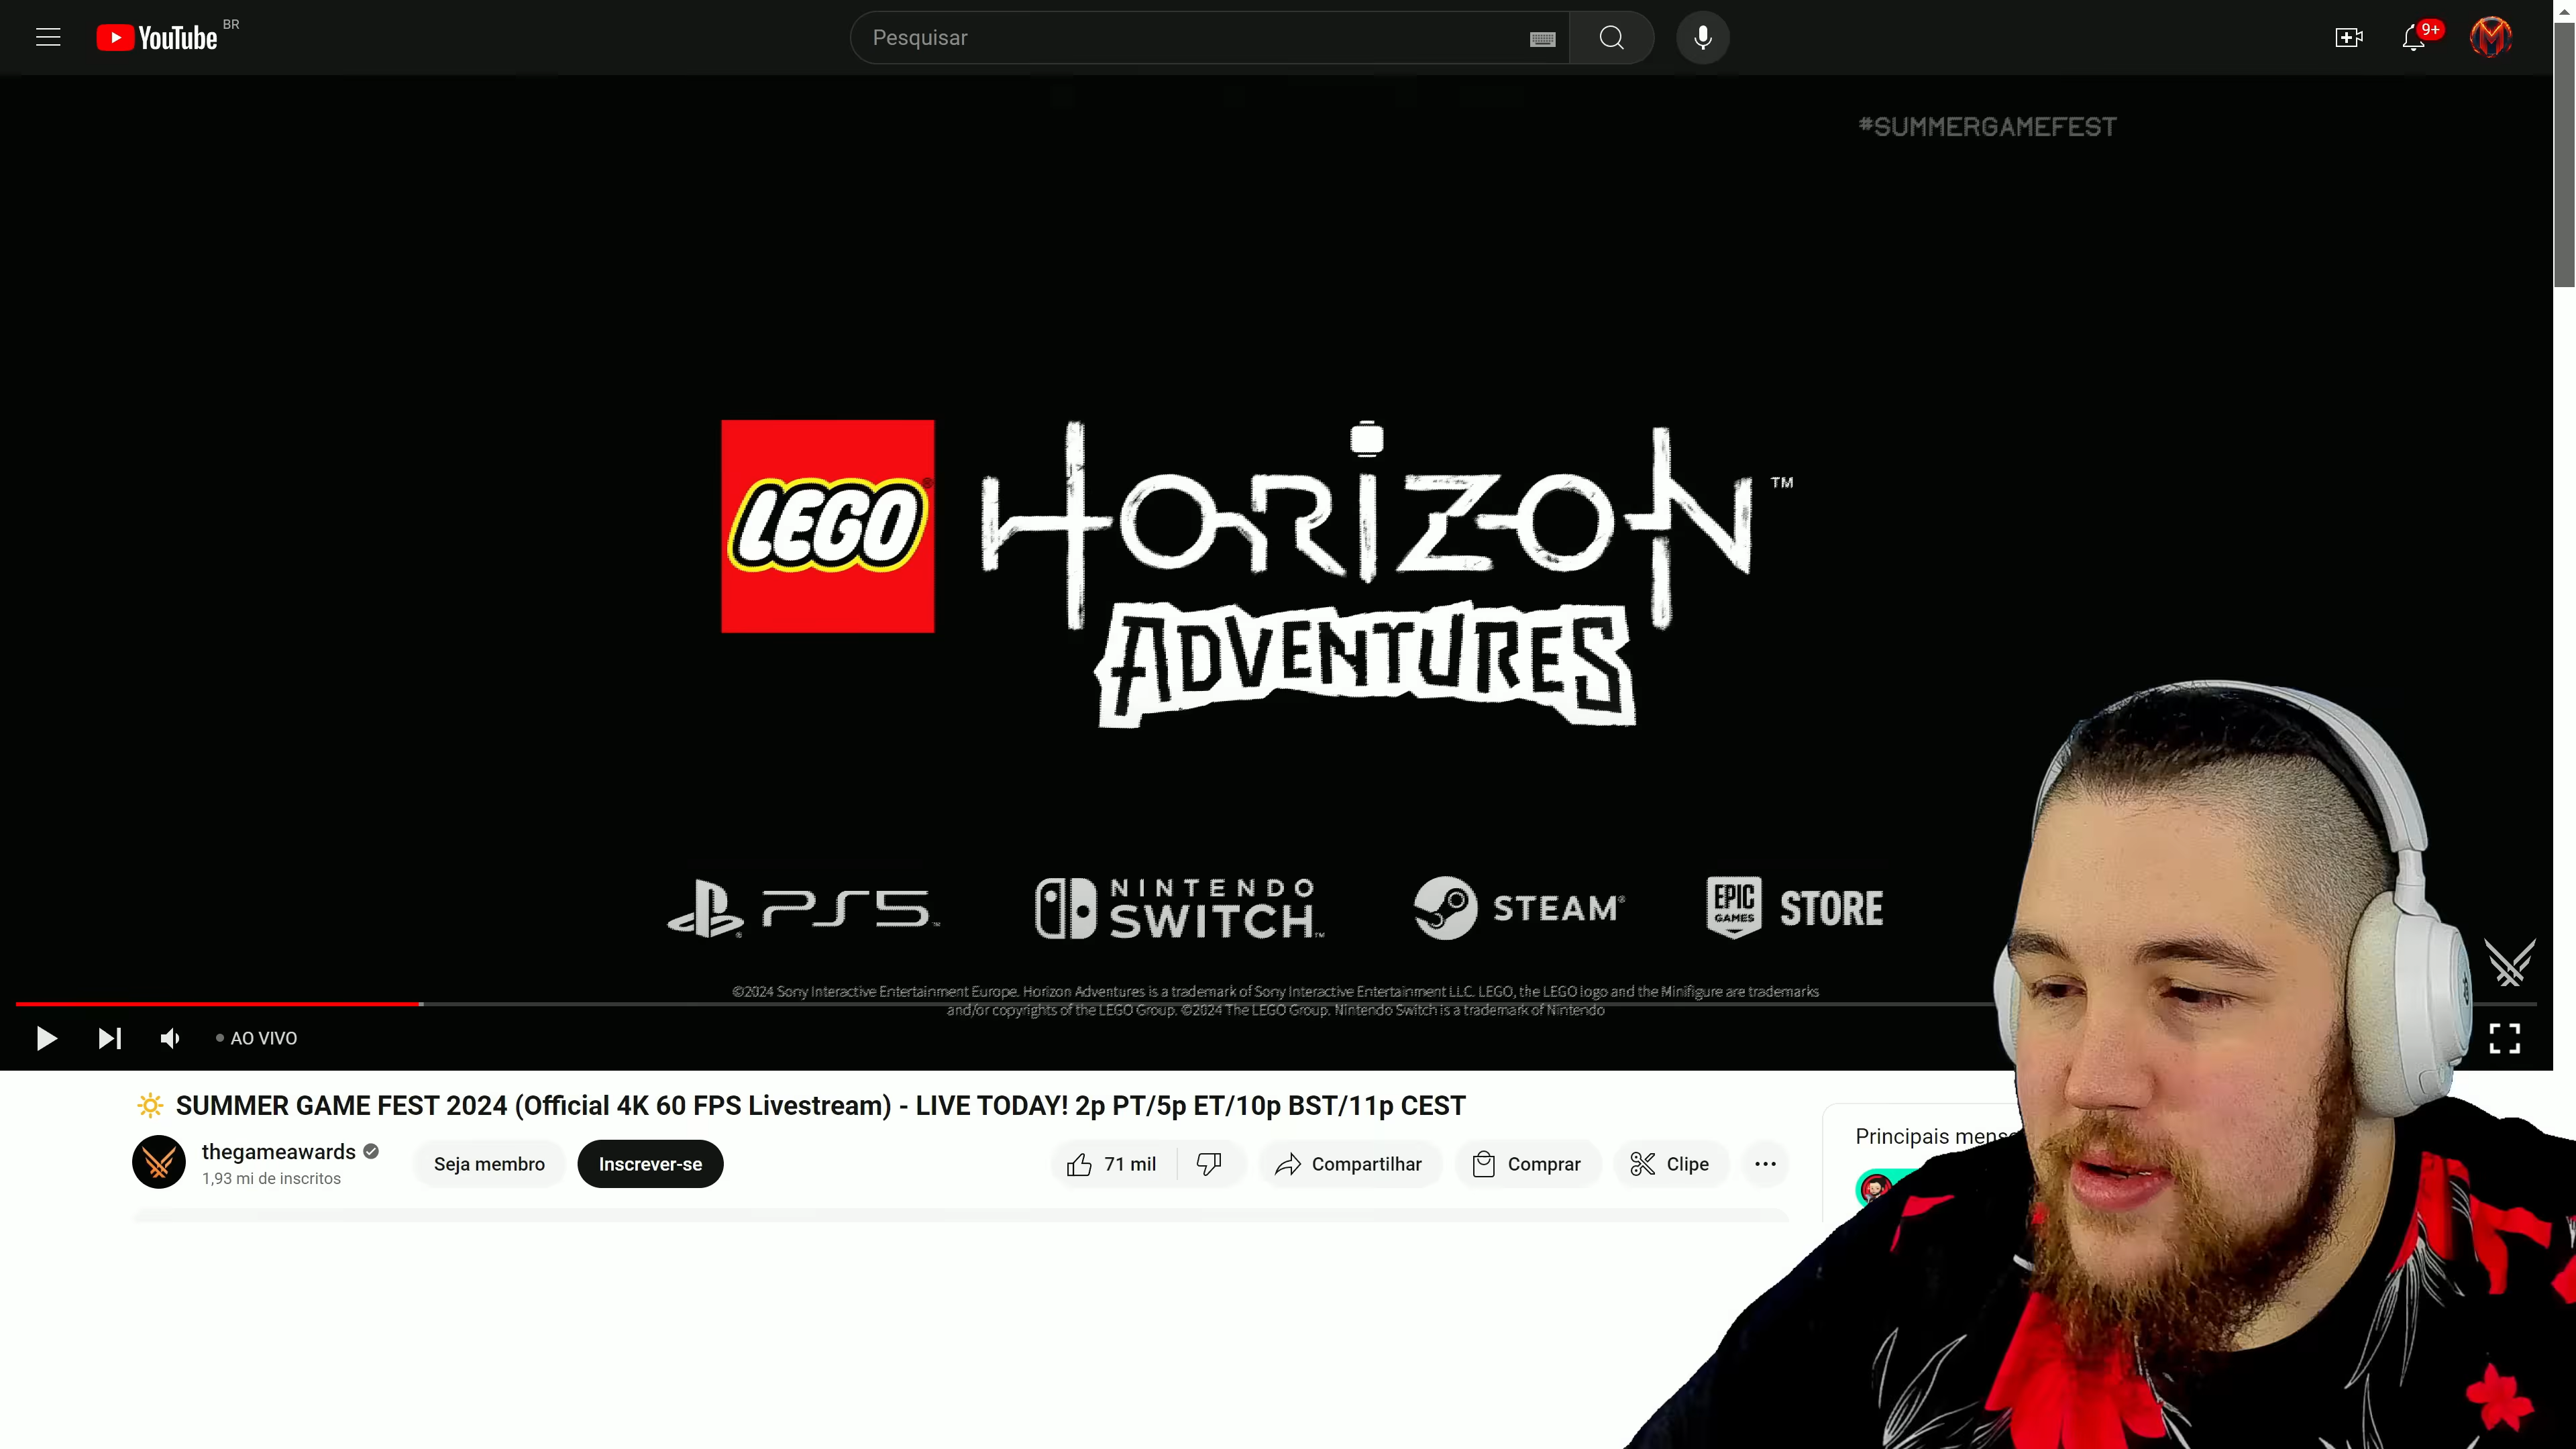 YouTube BR
Pesquisar
9+
#SUMMERGAMEFEST
LEGO® HORIZON™
ADVENTURES
PS5™
NINTENDO
SWITCH™
STEAM®
EPIC
GAMES
STORE
©2024 Sony Interactive Entertainment Europe. Horizon Adventures is a trademark of Sony Interactive Entertainment LLC. LEGO, the LEGO logo and the Minifigure are trademarks
and/or copyrights of the LEGO Group. ©2024 The LEGO Group. Nintendo Switch is a trademark of Nintendo
AO VIVO
SUMMER GAME FEST 2024 (Official 4K 60 FPS Livestream) - LIVE TODAY! 2p PT/5p ET/10p BST/11p CEST
thegameawards
1,93 mi de inscritos
Seja membro
Inscrever-se
71 mil
Compartilhar
Comprar
Clipe
Principais